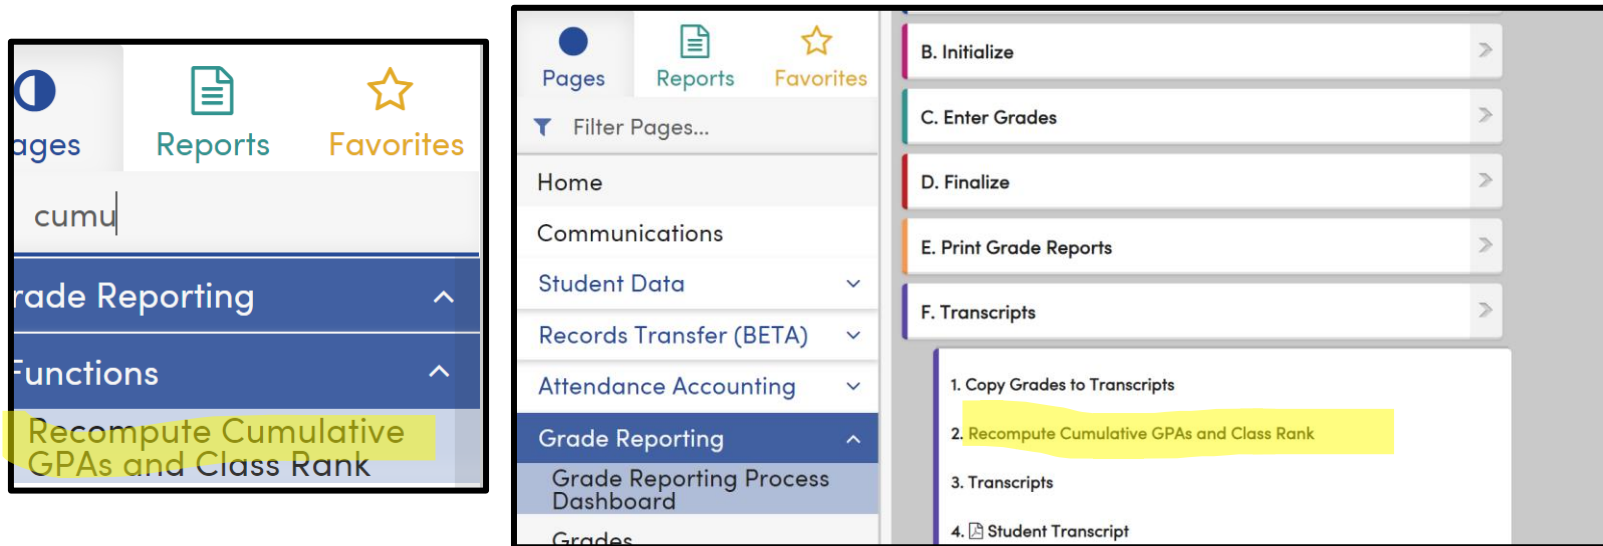 ages
Reports
Favorites
cumu
rade Reporting
Functions
Recompute Cumulative
GPAs and Class Rank
Pages
Reports
Favorites
Filter Pages...
Home
Communications
Student Data
Records Transfer (BETA)
Attendance Accounting
Grade Reporting
Grade Reporting Process
Dashboard
Grades
B. Initialize
C. Enter Grades
D. Finalize
E. Print Grade Reports
F. Transcripts
1. Copy Grades to Transcripts
2. Recompute Cumulative GPAs and Class Rank
3. Transcripts
4. Student Transcript